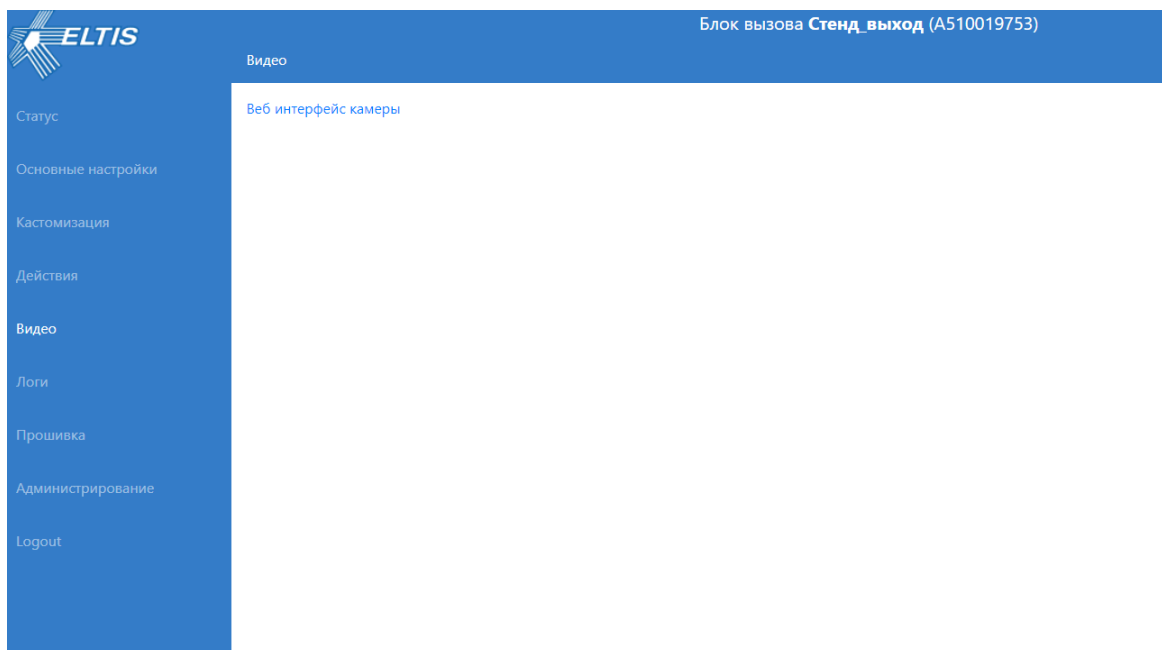 ELTIS
Блок вызова Стенд_выход (A510019753)
Видео
Веб интерфейс камеры
Статус
Основные настройки
Кастомизация
Действия
Видео
Логи
Прошивка
Администрирование
Logout